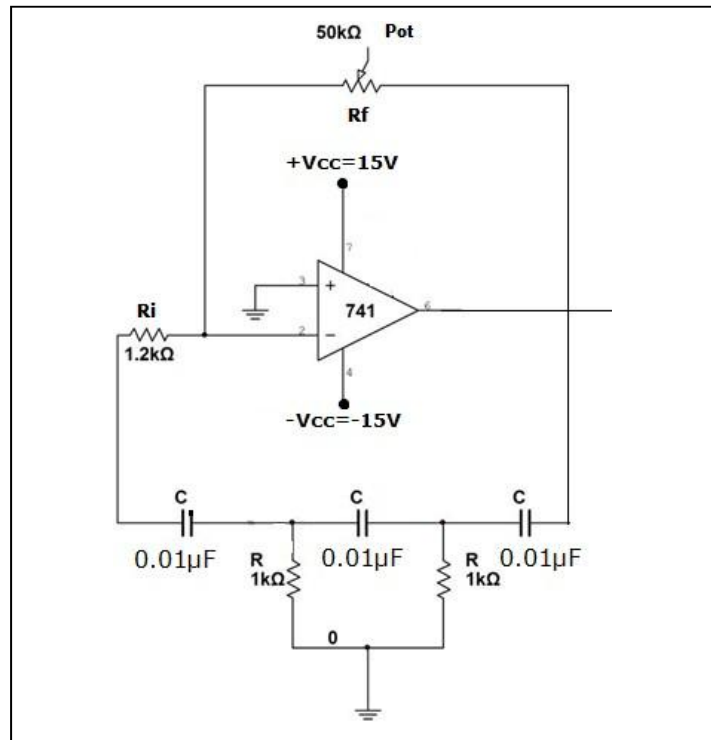 50kΩ Pot
Rf
+Vcc=15V
7
3
+
Ri
741
6
2
−
1.2kΩ
4
-Vcc=-15V
C C C
0.01µF R 0.01µF R 0.01µF
1kΩ 1kΩ
0